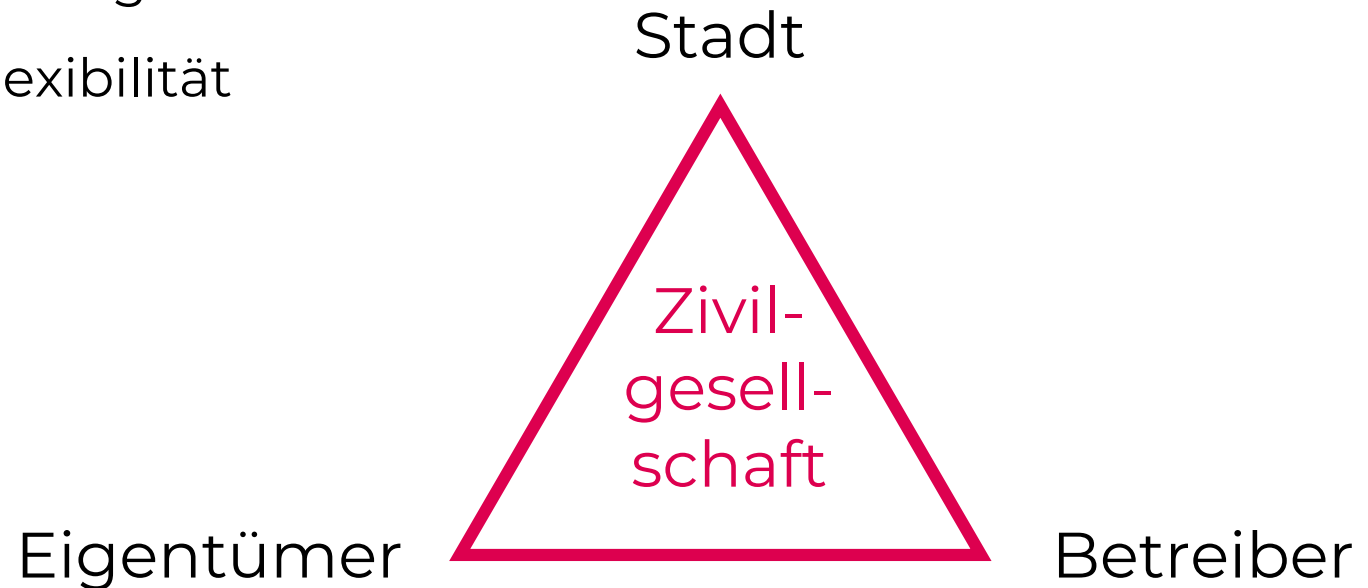 exibilität
Stadt
Zivil-
gesell-
schaft
Eigentümer
Betreiber